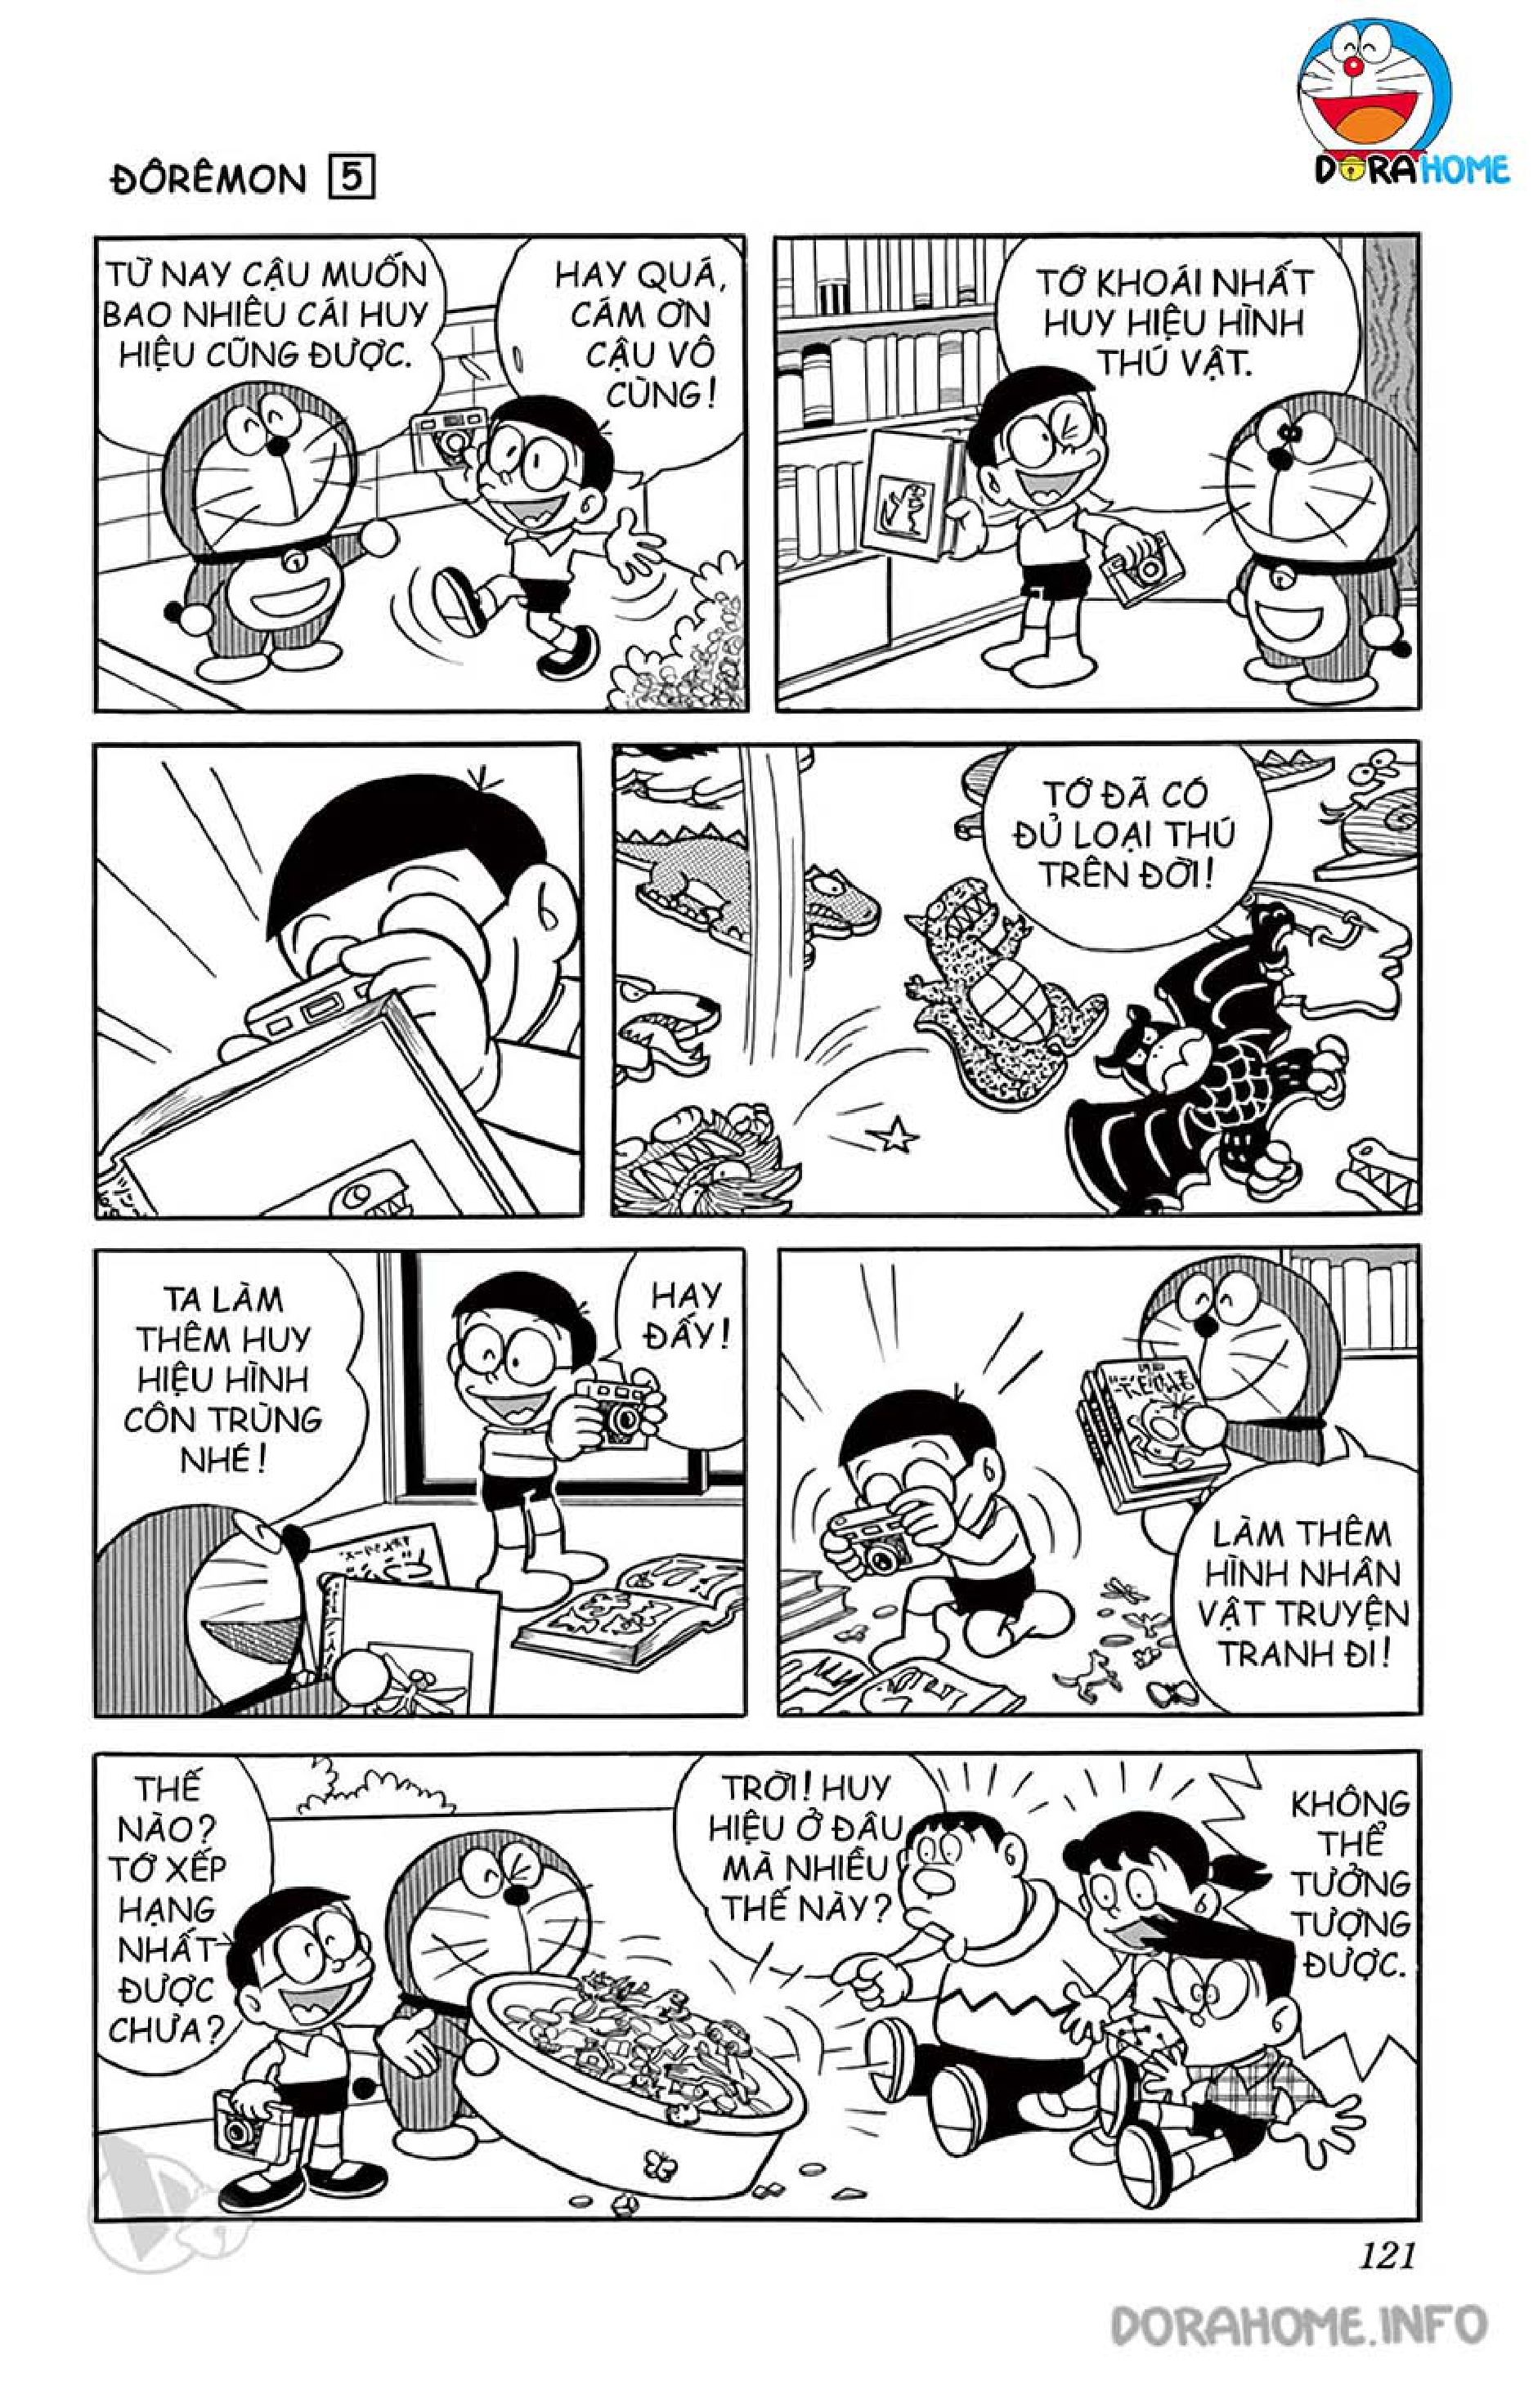 DORAHOME
ĐÔRÊMON 5
TỪ NAY CẬU MUỐN
BAO NHIÊU CÁI HUY
HIỆU CŨNG ĐƯỢC.
HAY QUÁ,
CÁM ƠN
CẬU VÔ
CÙNG!
TỚ KHOÁI NHẤT
HUY HIỆU HÌNH
THÚ VẬT.
TỚ ĐÃ CÓ
ĐỦ LOẠI THÚ
TRÊN ĐỜI!
TA LÀM
THÊM HUY
HIỆU HÌNH
CÔN TRÙNG
NHÉ!
HAY
ĐẤY!
LÀM THÊM
HÌNH NHÂN
VẬT TRUYỆN
TRANH ĐI!
THẾ
NÀO?
TỚ XẾP
HẠNG
NHẤT
ĐƯỢC
CHƯA?
TRỜI! HUY
HIỆU Ở ĐÂU
MÀ NHIỀU
THẾ NÀY?
KHÔNG
THỂ
TƯỞNG
TƯỢNG
ĐƯỢC.
121
DORAHOME.INFO